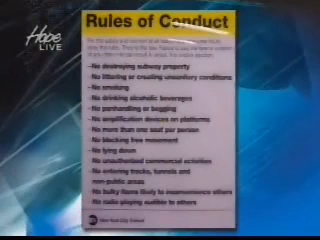 Hope
LIVE
Rules of Conduct
- No destroying subway property
- No littering or creating unsanitary conditions
- No smoking
- No drinking alcoholic beverages
- No panhandling or begging
- No amplification devices on platforms
- No more than one seat per person
- No blocking free movement
- No lying down
- No unauthorized commercial activities
- No entering tracks, tunnels and
non-public areas
- No bulky items likely to inconvenience others
- No radio playing audible to others
New York City Transit